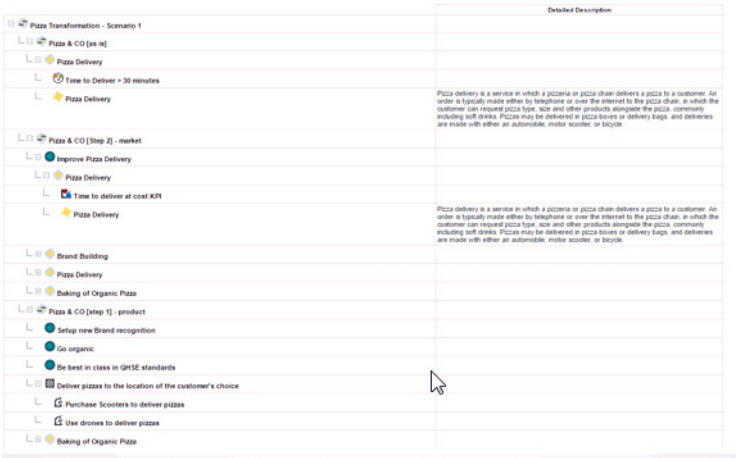 Detailed Description
Pizza Transformation - Scenario 1
Pizza & CO [as is]
Pizza Delivery
Time to Deliver > 30 minutes
Pizza Delivery
Pizza delivery is a service in which a pizzeria or pizza chain delivers a pizza to a customer. An
order is typically made either by telephone or over the internet to the pizza chain, in which the
customer can request pizza type, size and other products alongside the pizza, commonly
including soft drinks. Pizzas may be delivered in pizza boxes or delivery bags, and deliveries
are made with either an automobile, motor scooter, or bicycle.
Pizza & CO [Step 2] - market
Improve Pizza Delivery
Pizza Delivery
Time to deliver at cost KPI
Pizza Delivery
Pizza delivery is a service in which a pizzeria or pizza chain delivers a pizza to a customer. An
order is typically made either by telephone or over the internet to the pizza chain, in which the
customer can request pizza type, size and other products alongside the pizza, commonly
including soft drinks. Pizzas may be delivered in pizza boxes or delivery bags, and deliveries
are made with either an automobile, motor scooter, or bicycle.
Brand Building
Pizza Delivery
Baking of Organic Pizza
Pizza & CO [step 1] - product
Setup new Brand recognition
Go organic
Be best in class in QHSE standards
Deliver pizzas to the location of the customer's choice
Purchase Scooters to deliver pizzas
Use drones to deliver pizzas
Baking of Organic Pizza